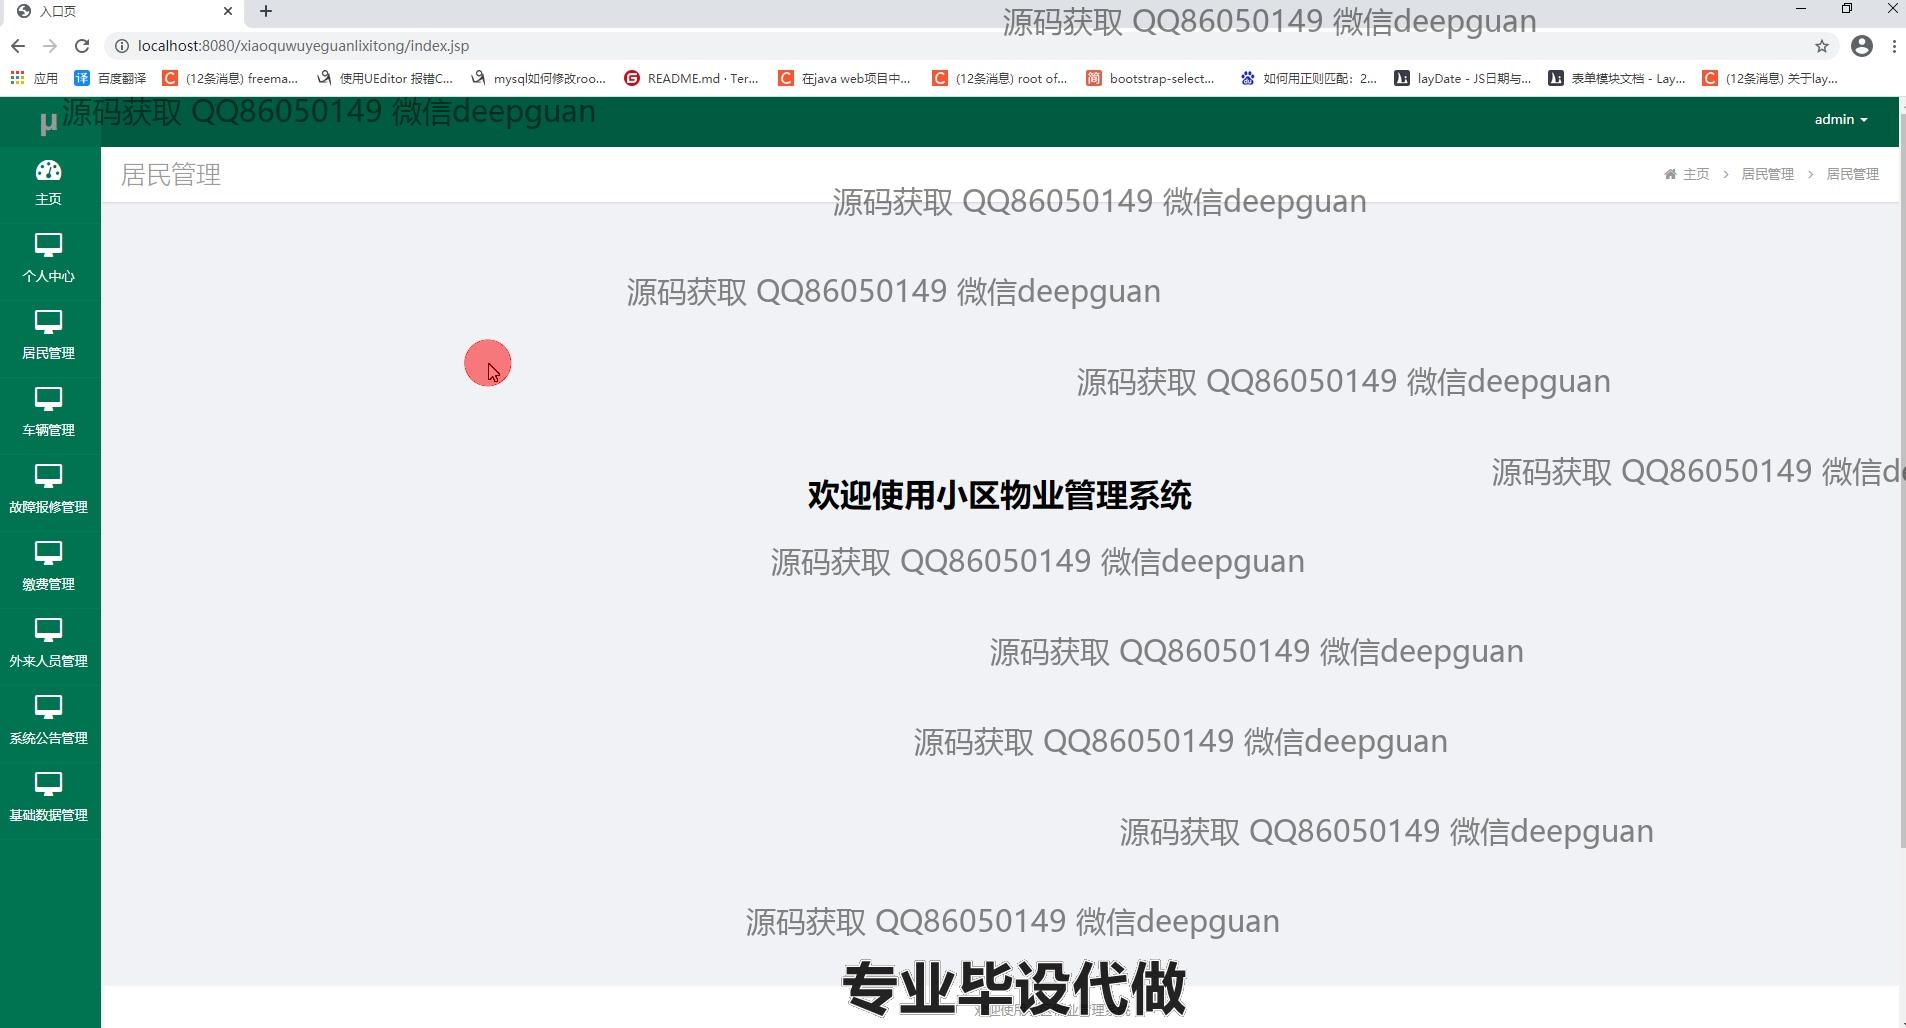 入口页
源码获取 QQ86050149 微信deepguan
localhost:8080/xiaoquwuyeguanlixitong/index.jsp
应用 百度翻译 (12条消息) freema... 使用UEditor 报错C... mysql如何修改roo... README.md · Ter... 在java web项目中... (12条消息) root of... bootstrap-select... 如何用正则匹配：2... layDate - JS日期与... 表单模块文档 - Lay... (12条消息) 关于lay...
源码获取 QQ86050149 微信deepguan
μ
admin
居民管理
主页 > 居民管理 > 居民管理
主页
源码获取 QQ86050149 微信deepguan
个人中心
源码获取 QQ86050149 微信deepguan
居民管理
源码获取 QQ86050149 微信deepguan
车辆管理
源码获取 QQ86050149 微信de
欢迎使用小区物业管理系统
故障报修管理
源码获取 QQ86050149 微信deepguan
缴费管理
源码获取 QQ86050149 微信deepguan
外来人员管理
源码获取 QQ86050149 微信deepguan
系统公告管理
基础数据管理
源码获取 QQ86050149 微信deepguan
源码获取 QQ86050149 微信deepguan
专业毕设代做